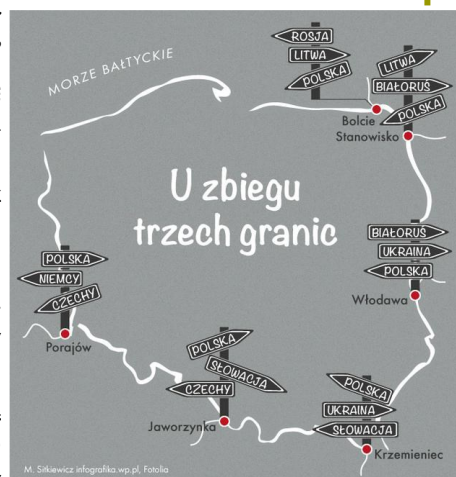 MORZE BAŁTYCKIE
ROSJA
LITWA
POLSKA
Bolcie
LITWA
BIAŁORUŚ
POLSKA
Stanowisko
U zbiegu
trzech granic
BIAŁORUŚ
UKRAINA
POLSKA
Włodawa
POLSKA
NIEMCY
CZECHY
Porajów
POLSKA
SŁOWACJA
CZECHY
Jaworzynka
POLSKA
UKRAINA
SŁOWACJA
Krzemieniec
M. Sitkiewicz infografika.wp.pl, Fotolia